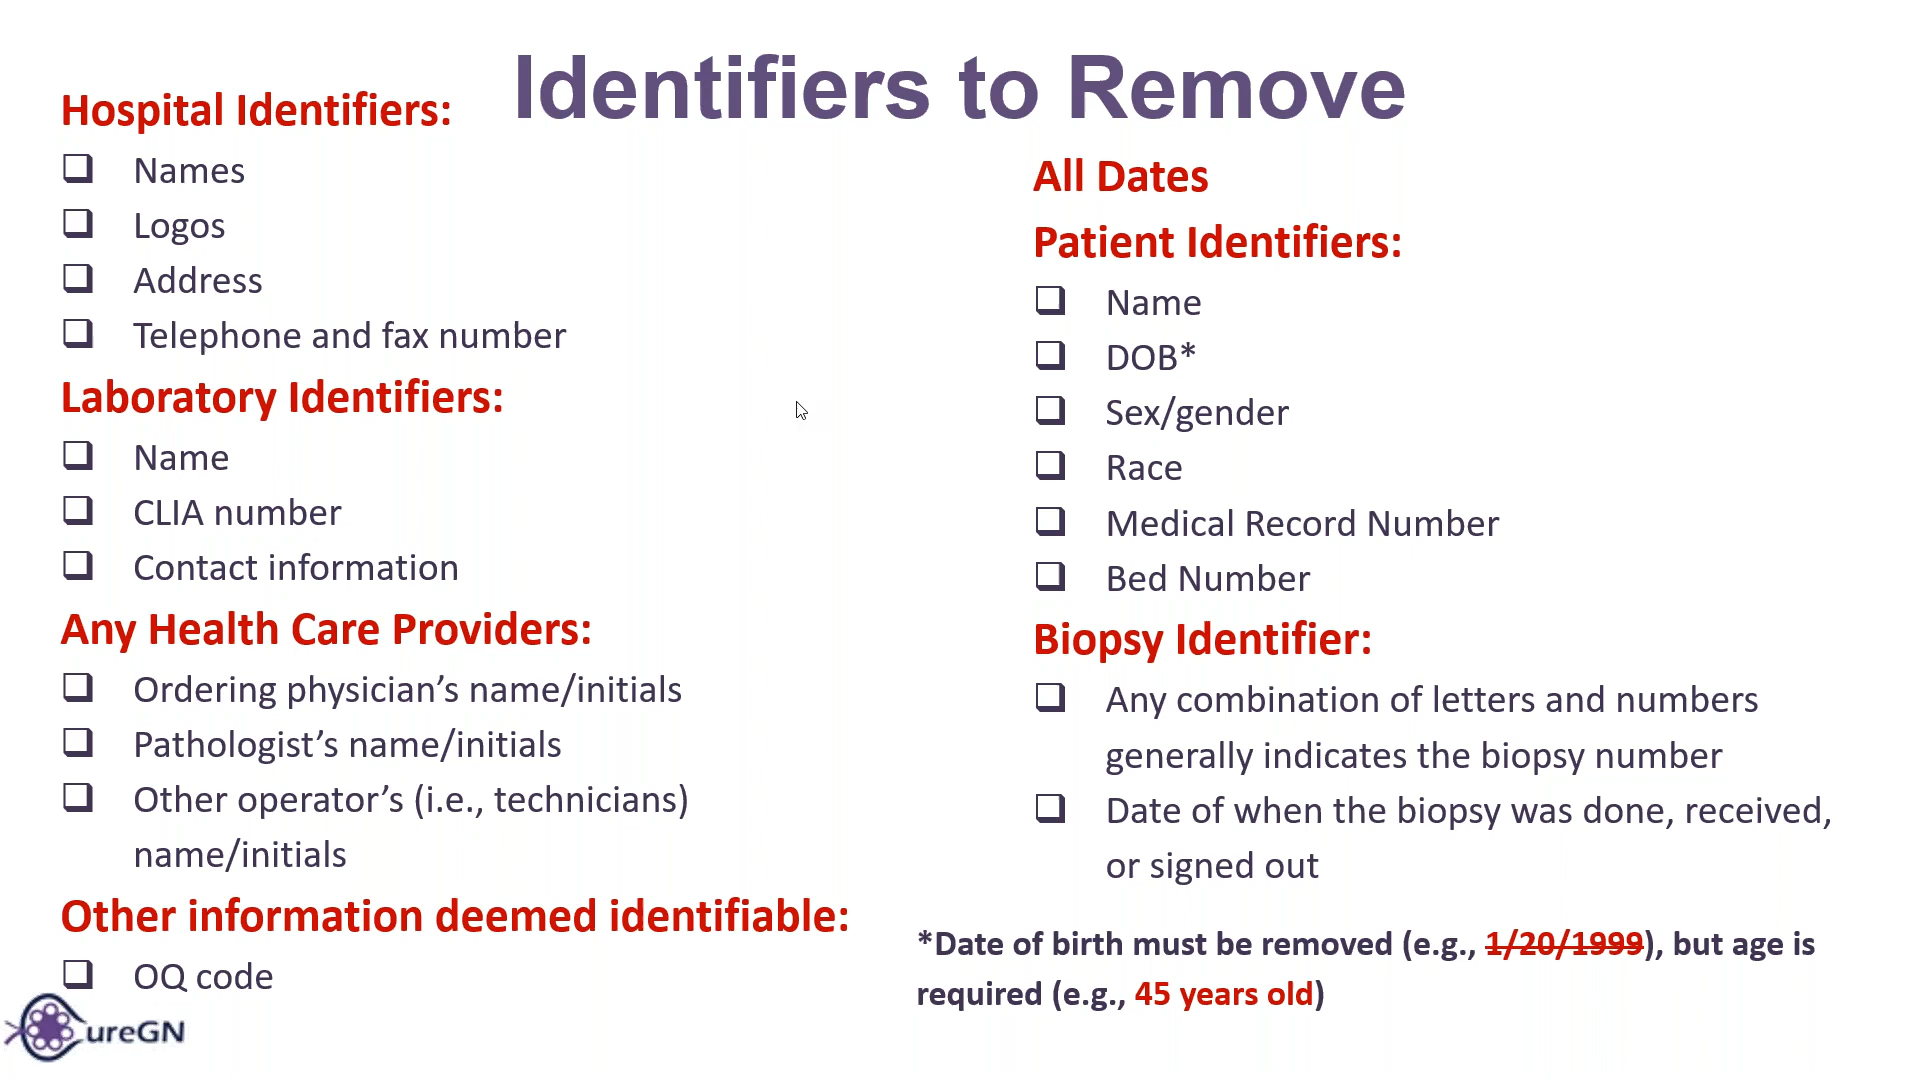 Identifiers to Remove
Hospital Identifiers:
❑ Names
❑ Logos
❑ Address
❑ Telephone and fax number
Laboratory Identifiers:
❑ Name
❑ CLIA number
❑ Contact information
Any Health Care Providers:
❑ Ordering physician’s name/initials
❑ Pathologist’s name/initials
❑ Other operator’s (i.e., technicians)
name/initials
Other information deemed identifiable:
❑ OQ code
All Dates
Patient Identifiers:
❑ Name
❑ DOB*
❑ Sex/gender
❑ Race
❑ Medical Record Number
❑ Bed Number
Biopsy Identifier:
❑ Any combination of letters and numbers
generally indicates the biopsy number
❑ Date of when the biopsy was done, received,
or signed out
*Date of birth must be removed (e.g., 1/20/1999), but age is
required (e.g., 45 years old)
CureGN